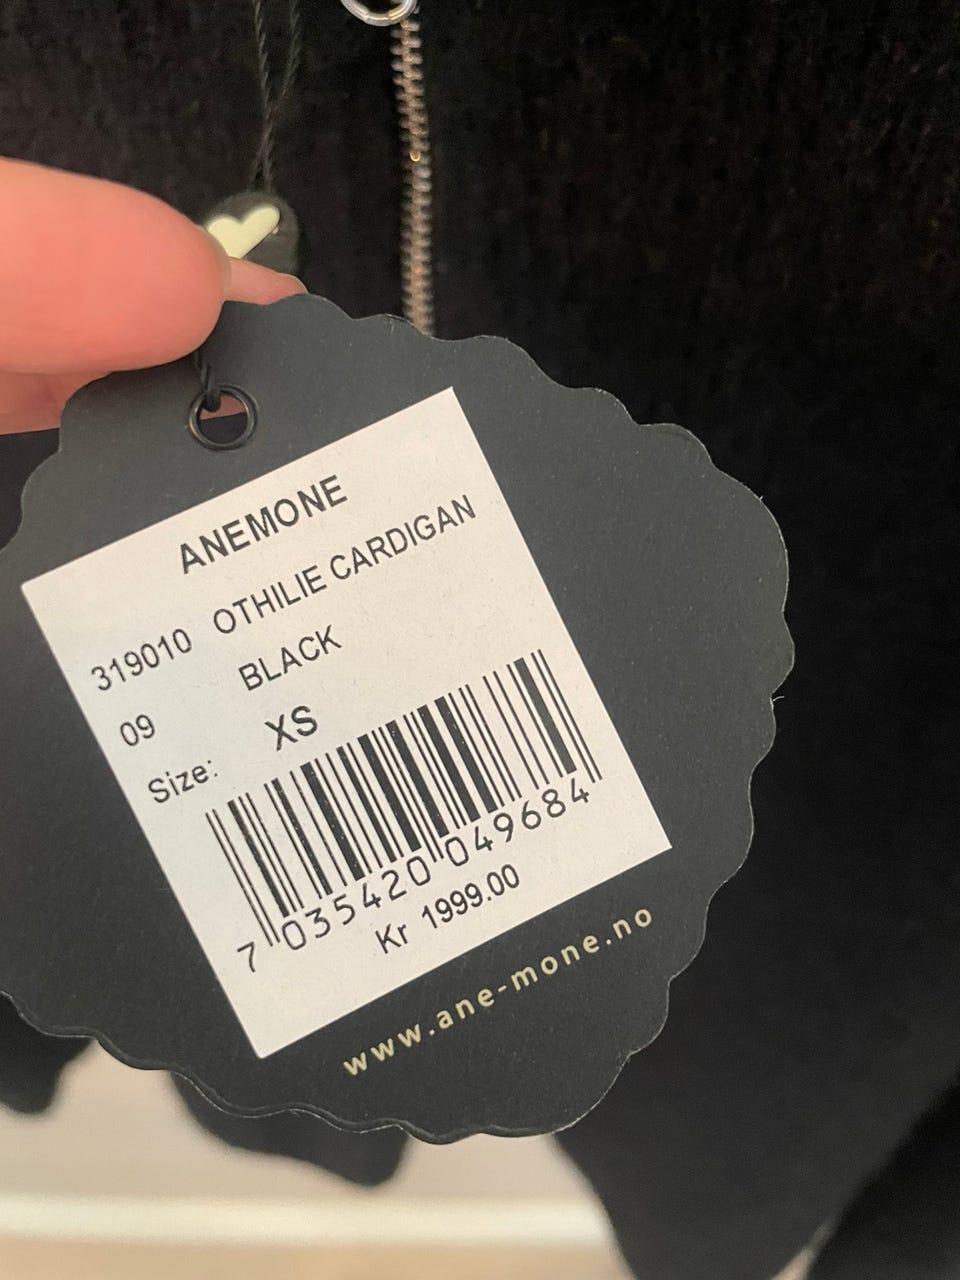 ANEMONE
319010 OTHILIE CARDIGAN
09 BLACK
Size: XS
7 035420 049684
Kr 1999.00
www.ane-mone.no